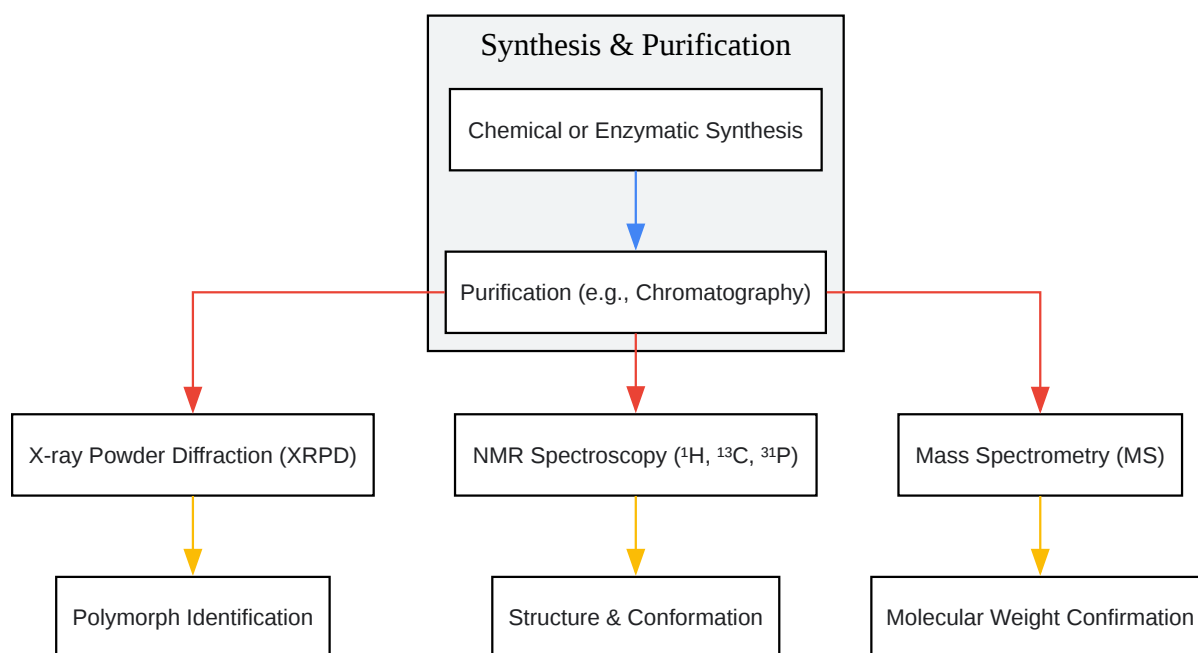 Synthesis & Purification
Chemical or Enzymatic Synthesis
Purification (e.g., Chromatography)
X-ray Powder Diffraction (XRPD)
NMR Spectroscopy (¹H, ¹³C, ³¹P)
Mass Spectrometry (MS)
Polymorph Identification
Structure & Conformation
Molecular Weight Confirmation